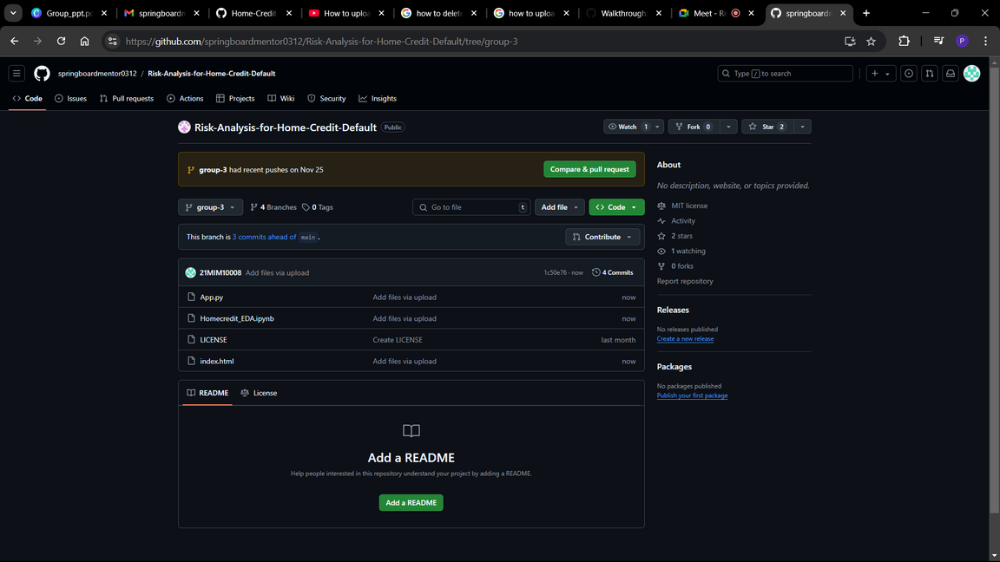 Group_ppt.p
springboardn
Home-Credit
How to uploa
how to delet
how to uploa
Walkthrough
Meet - Ri
springboardn
https://github.com/springboardmentor0312/Risk-Analysis-for-Home-Credit-Default/tree/group-3
P
springboardmentor0312 / Risk-Analysis-for-Home-Credit-Default
Type / to search
Code
Issues
Pull requests
Actions
Projects
Wiki
Security
Insights
Risk-Analysis-for-Home-Credit-Default Public
Watch 1
Fork 0
Star 2
group-3 had recent pushes on Nov 25
Compare & pull request
group-3
4 Branches
0 Tags
Go to file t
Add file
<> Code
This branch is 3 commits ahead of main .
Contribute
21MIM10008 Add files via upload 1c50e76 · now 4 Commits
App.py Add files via upload now
Homecredit_EDA.ipynb Add files via upload now
LICENSE Create LICENSE last month
index.html Add files via upload now
README
License
Add a README
Help people interested in this repository understand your project by adding a README.
Add a README
About
No description, website, or topics provided.
MIT license
Activity
2 stars
1 watching
0 forks
Report repository
Releases
No releases published
Create a new release
Packages
No packages published
Publish your first package